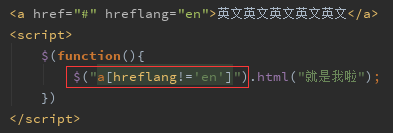 <a href="#" hreflang="en">英文英文英文英文英文</a>
<script>
$(function(){
$("a[hreflang!='en']").html("就是我啦");
})
</script>